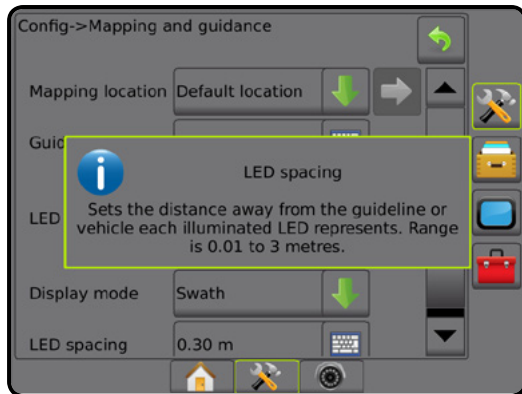 Config->Mapping and guidance
Mapping location Default location
Guid
LED spacing
Sets the distance away from the guideline or
vehicle each illuminated LED represents. Range
is 0.01 to 3 metres.
LED
Display mode Swath
LED spacing 0.30 m